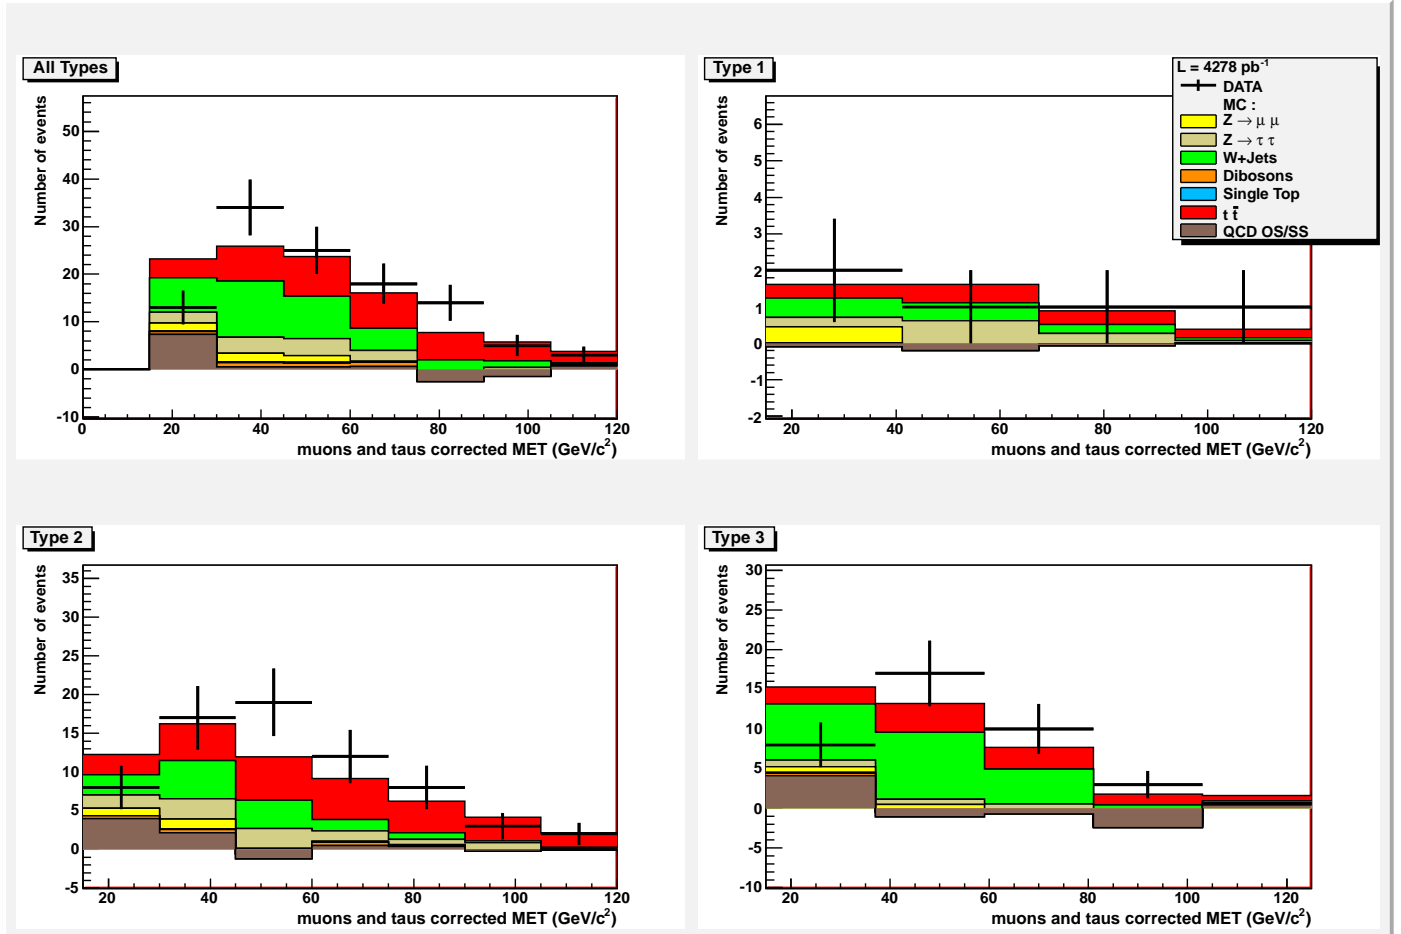 All Types
Number of events
50
40
30
20
10
0
-10
0 20 40 60 80 100 120
muons and taus corrected MET (GeV/c²)
Type 1
Number of events
6
5
4
3
2
1
0
-1
-2
20 40 60 80 100 120
muons and taus corrected MET (GeV/c²)
L = 4278 pb⁻¹
DATA
MC :
Z → μ μ
Z → τ τ
W+Jets
Dibosons
Single Top
t t̄
QCD OS/SS
Type 2
Number of events
35
30
25
20
15
10
5
0
-5
20 40 60 80 100 120
muons and taus corrected MET (GeV/c²)
Type 3
Number of events
30
25
20
15
10
5
0
-5
-10
20 40 60 80 100 120
muons and taus corrected MET (GeV/c²)